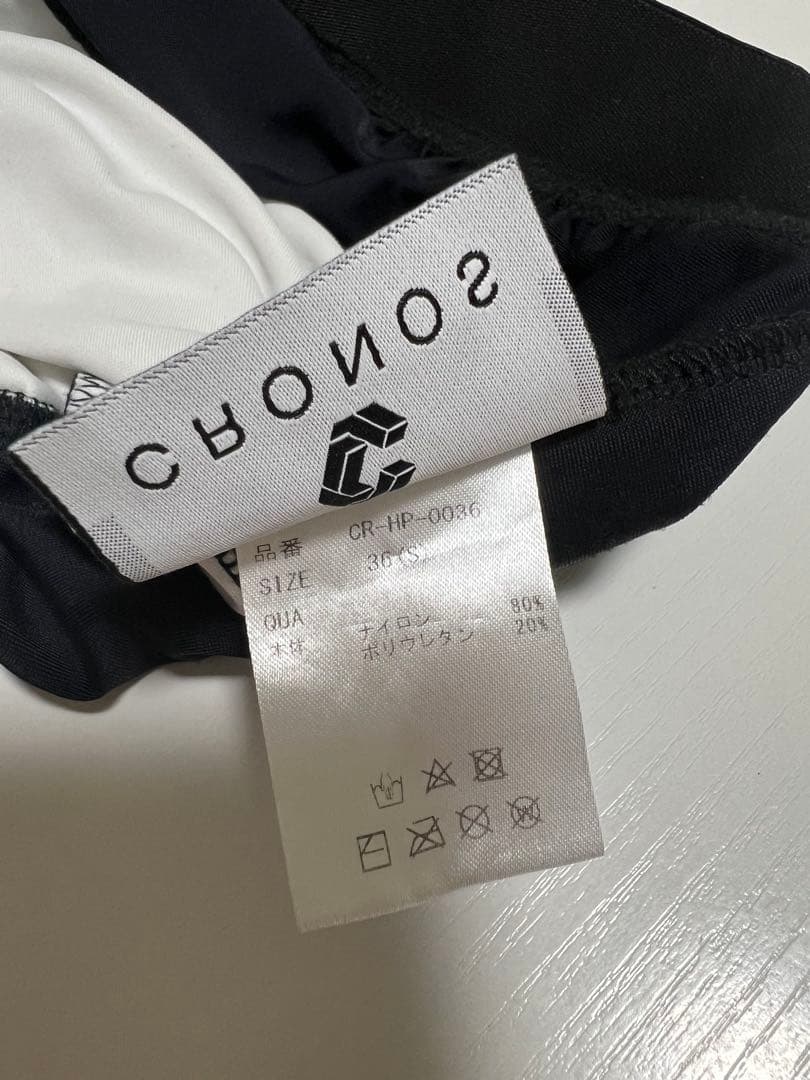 CRONOS
品番 CR-HP-0036
SIZE 36(S)
QUA
本体 ナイロン 80%
ポリウレタン 20%